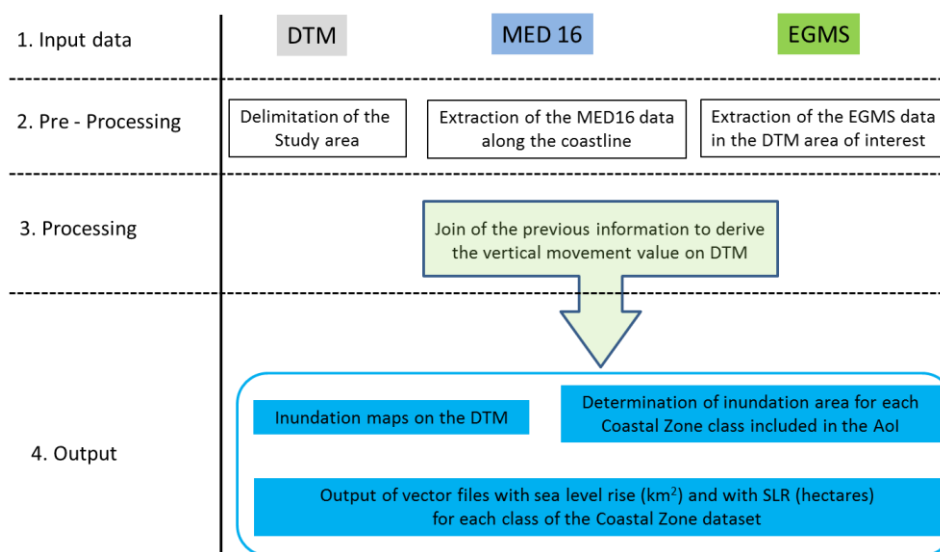 1. Input data
DTM
MED 16
EGMS
2. Pre - Processing
Delimitation of the
Study area
Extraction of the MED16 data
along the coastline
Extraction of the EGMS data
in the DTM area of interest
3. Processing
Join of the previous information to derive
the vertical movement value on DTM
4. Output
Inundation maps on the DTM
Determination of inundation area for each
Coastal Zone class included in the AoI
Output of vector files with sea level rise (km²) and with SLR (hectares)
for each class of the Coastal Zone dataset